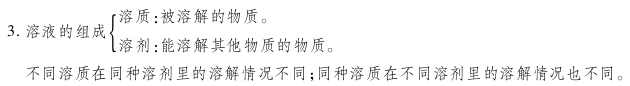 溶质:被溶解的物质。
3. 溶液的组成
溶剂:能溶解其他物质的物质。
不同溶质在同种溶剂里的溶解情况不同;同种溶质在不同溶剂里的溶解情况也不同。